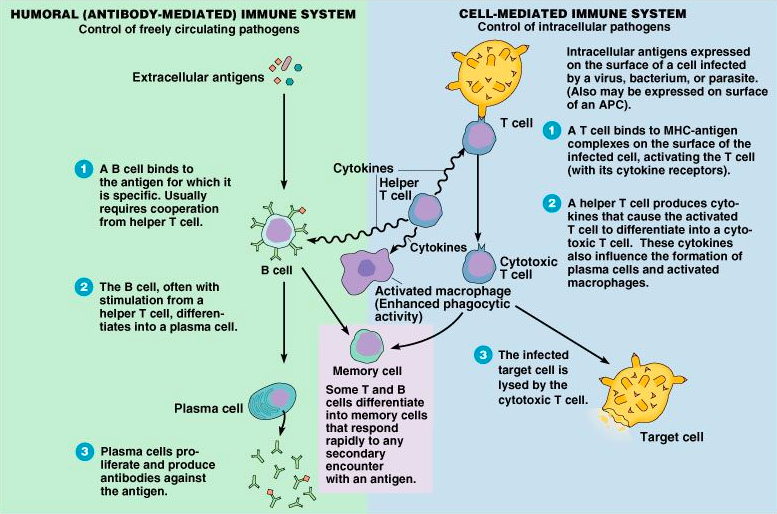 HUMORAL (ANTIBODY-MEDIATED) IMMUNE SYSTEM
Control of freely circulating pathogens
Extracellular antigens
1 A B cell binds to
the antigen for which it
is specific. Usually
requires cooperation
from helper T cell.
B cell
2 The B cell, often with
stimulation from a
helper T cell, differen-
tiates into a plasma cell.
Plasma cell
3 Plasma cells pro-
liferate and produce
antibodies against
the antigen.
Cytokines
Helper
T cell
Cytokines
Activated macrophage
(Enhanced phagocytic
activity)
Memory cell
Some T and B
cells differentiate
into memory cells
that respond
rapidly to any
secondary
encounter
with an antigen.
CELL-MEDIATED IMMUNE SYSTEM
Control of intracellular pathogens
Intracellular antigens expressed
on the surface of a cell infected
by a virus, bacterium, or parasite.
(Also may be expressed on surface
of an APC).
T cell
1 A T cell binds to MHC-antigen
complexes on the surface of the
infected cell, activating the T cell
(with its cytokine receptors).
2 A helper T cell produces cyto-
kines that cause the activated
T cell to differentiate into a cyto-
toxic T cell. These cytokines
also influence the formation of
plasma cells and activated
macrophages.
Cytotoxic
T cell
3 The infected
target cell is
lysed by the
cytotoxic T cell.
Target cell